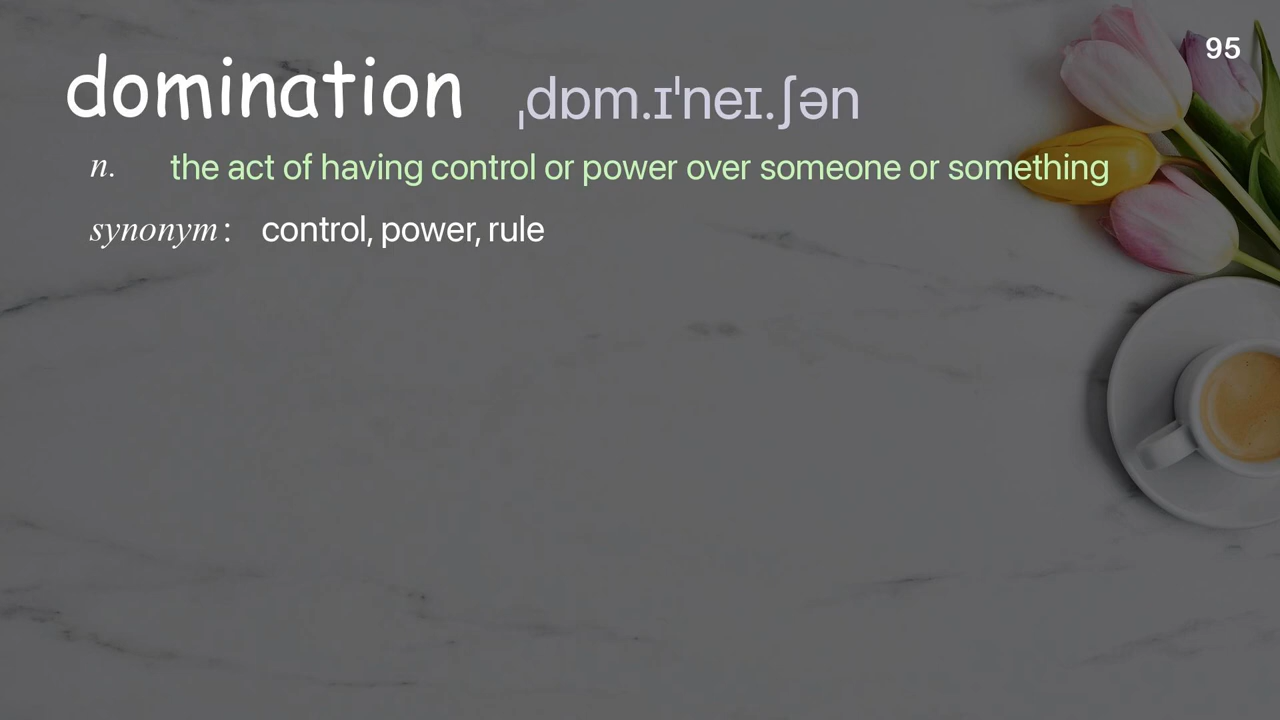 95
domination ˌdɒm.ɪˈneɪ.ʃən
n. the act of having control or power over someone or something
synonym: control, power, rule